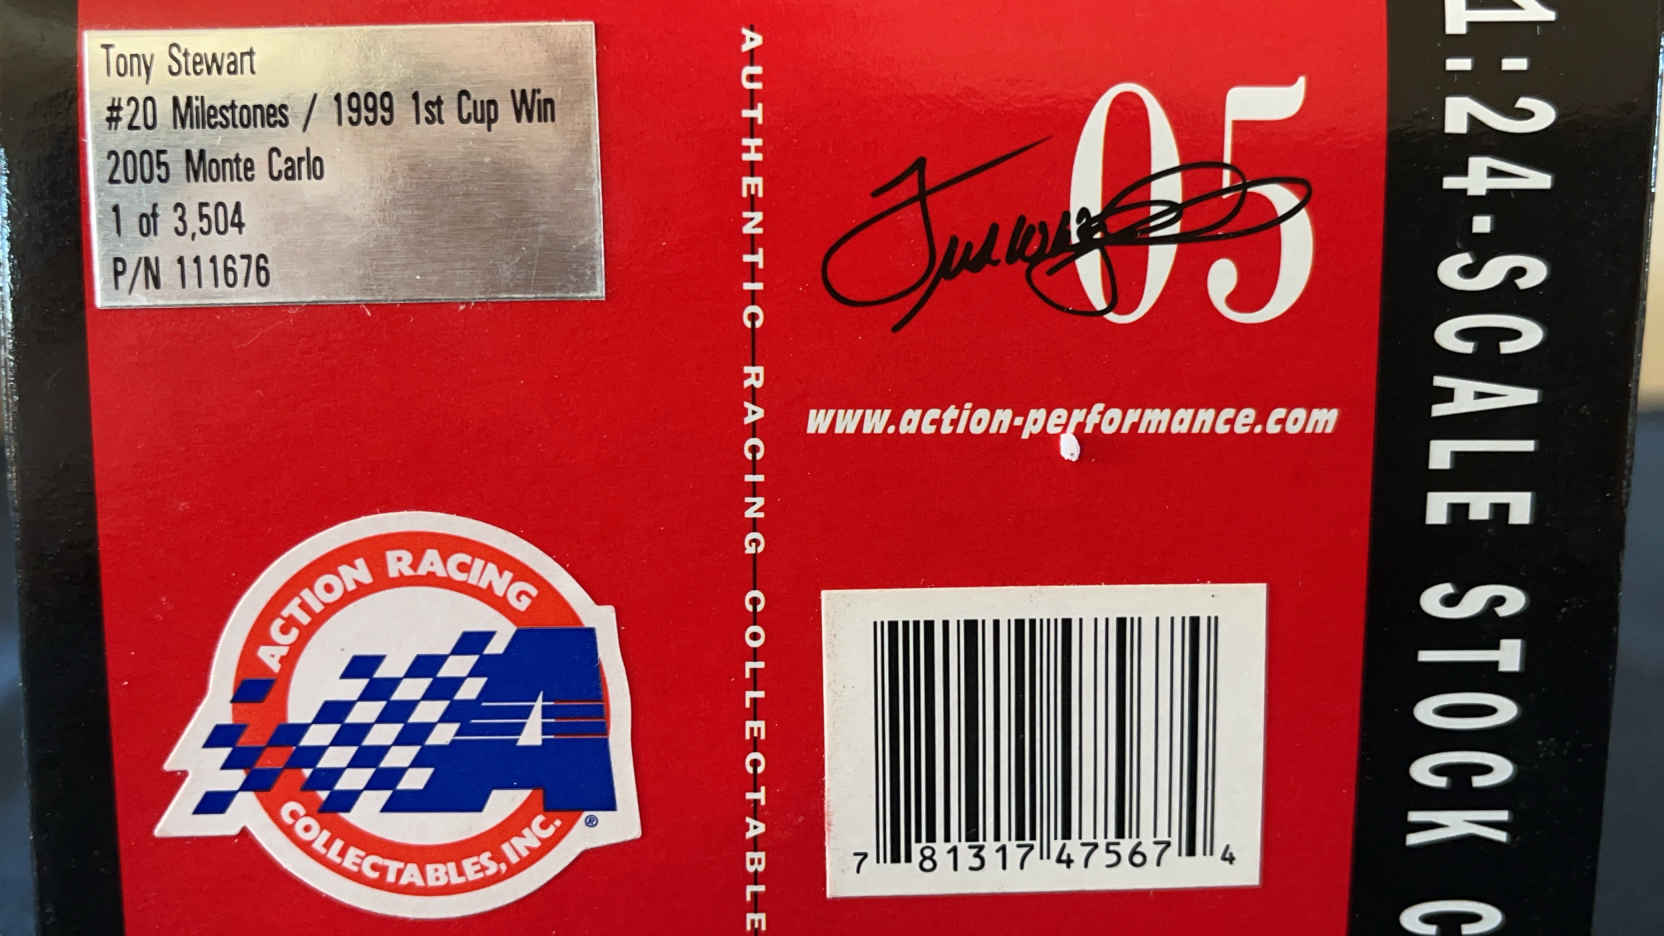 Tony Stewart
#20 Milestones / 1999 1st Cup Win
2005 Monte Carlo
1 of 3,504
P/N 111676
AUTHENTIC RACING COLLECTABLE
05
www.action-performance.com
ACTION RACING
COLLECTABLES, INC.
®
7 81317 47567 4
1:24-SCALE STOCK C